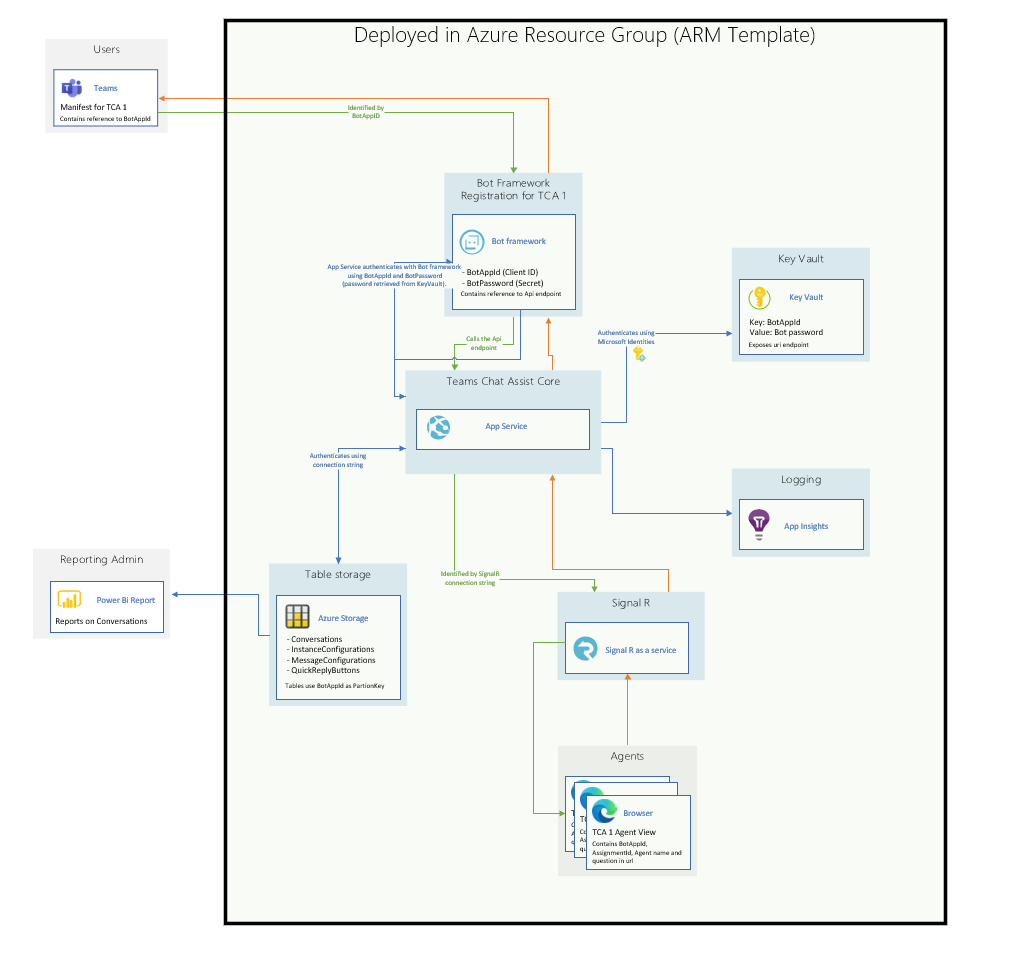 Deployed in Azure Resource Group (ARM Template)
Users
Teams
Manifest for TCA 1
Contains reference to BotAppId
Identified by
BotAppID
Bot Framework
Registration for TCA 1
Bot framework
- BotAppId (Client ID)
- BotPassword (Secret)
Contains reference to Api endpoint
App Service authenticates with Bot framework
using BotAppId and BotPassword
(password retrieved from KeyVault).
Key Vault
Key Vault
Key: BotAppId
Value: Bot password
Exposes uri endpoint
Authenticates using
Microsoft Identities
Calls the Api
endpoint
Teams Chat Assist Core
App Service
Authenticates using
connection string
Logging
App Insights
Reporting Admin
Power Bi Report
Reports on Conversations
Table storage
Azure Storage
- Conversations
- InstanceConfigurations
- MessageConfigurations
- QuickReplyButtons
Tables use BotAppId as PartionKey
Identified by SignalR
connection string
Signal R
Signal R as a service
Agents
Browser
TCA 1 Agent View
Contains BotAppId,
AssignmentId, Agent name and
question in url